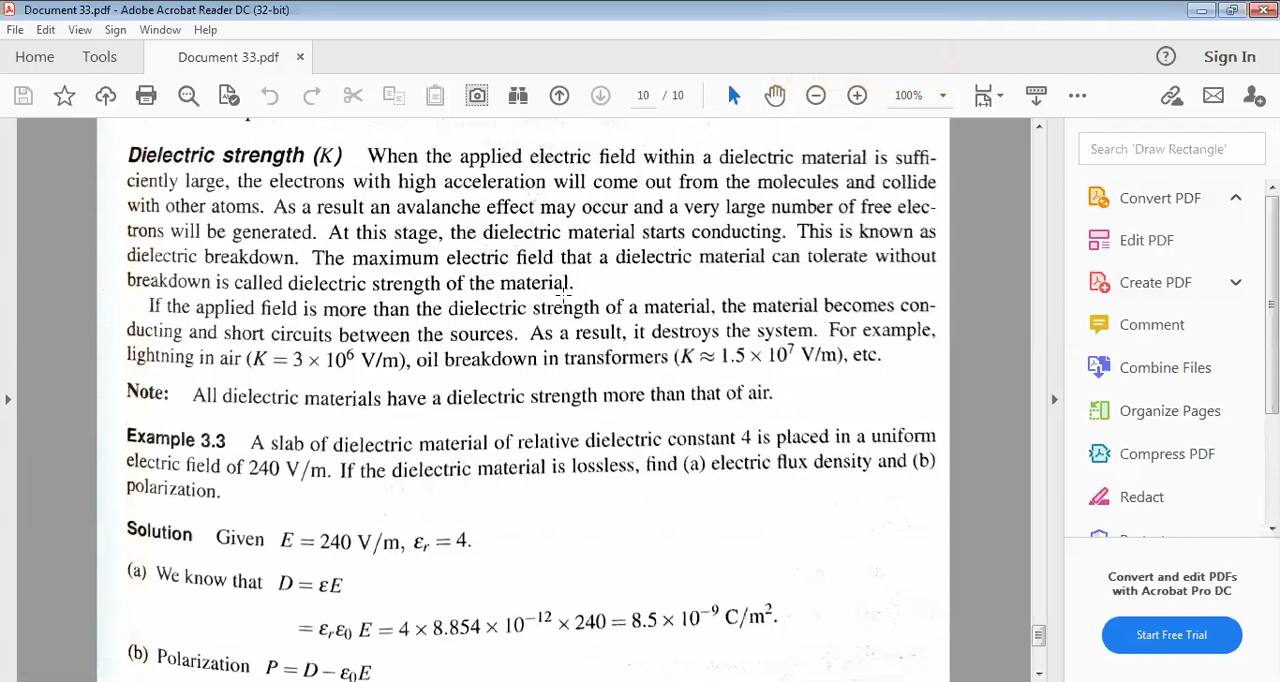 Document 33.pdf - Adobe Acrobat Reader DC (32-bit)
File Edit View Sign Window Help
Home Tools Document 33.pdf × Sign In
10 / 10 100%
Dielectric strength (K) When the applied electric field within a dielectric material is suffi-
ciently large, the electrons with high acceleration will come out from the molecules and collide
with other atoms. As a result an avalanche effect may occur and a very large number of free elec-
trons will be generated. At this stage, the dielectric material starts conducting. This is known as
dielectric breakdown. The maximum electric field that a dielectric material can tolerate without
breakdown is called dielectric strength of the material.
If the applied field is more than the dielectric strength of a material, the material becomes con-
ducting and short circuits between the sources. As a result, it destroys the system. For example,
lightning in air (K = 3 × 10⁶ V/m), oil breakdown in transformers (K ≈ 1.5 × 10⁷ V/m), etc.
Note: All dielectric materials have a dielectric strength more than that of air.
Example 3.3 A slab of dielectric material of relative dielectric constant 4 is placed in a uniform
electric field of 240 V/m. If the dielectric material is lossless, find (a) electric flux density and (b)
polarization.
Solution Given E = 240 V/m, εᵣ = 4.
(a) We know that D = εE
= εᵣε₀ E = 4 × 8.854 × 10⁻¹² × 240 = 8.5 × 10⁻⁹ C/m².
(b) Polarization P = D − ε₀E
Search 'Draw Rectangle'
Convert PDF
Edit PDF
Create PDF
Comment
Combine Files
Organize Pages
Compress PDF
Redact
Convert and edit PDFs
with Acrobat Pro DC
Start Free Trial